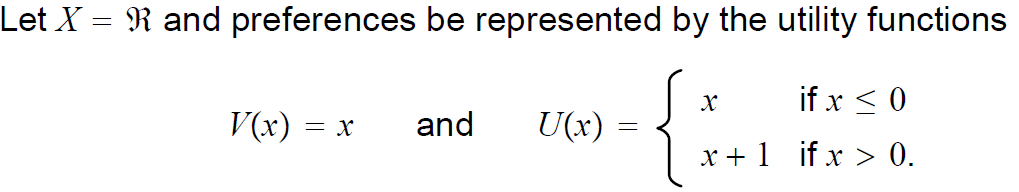 Let X = ℜ and preferences be represented by the utility functions
V(x) = x and U(x) = { x if x ≤ 0
x + 1 if x > 0.